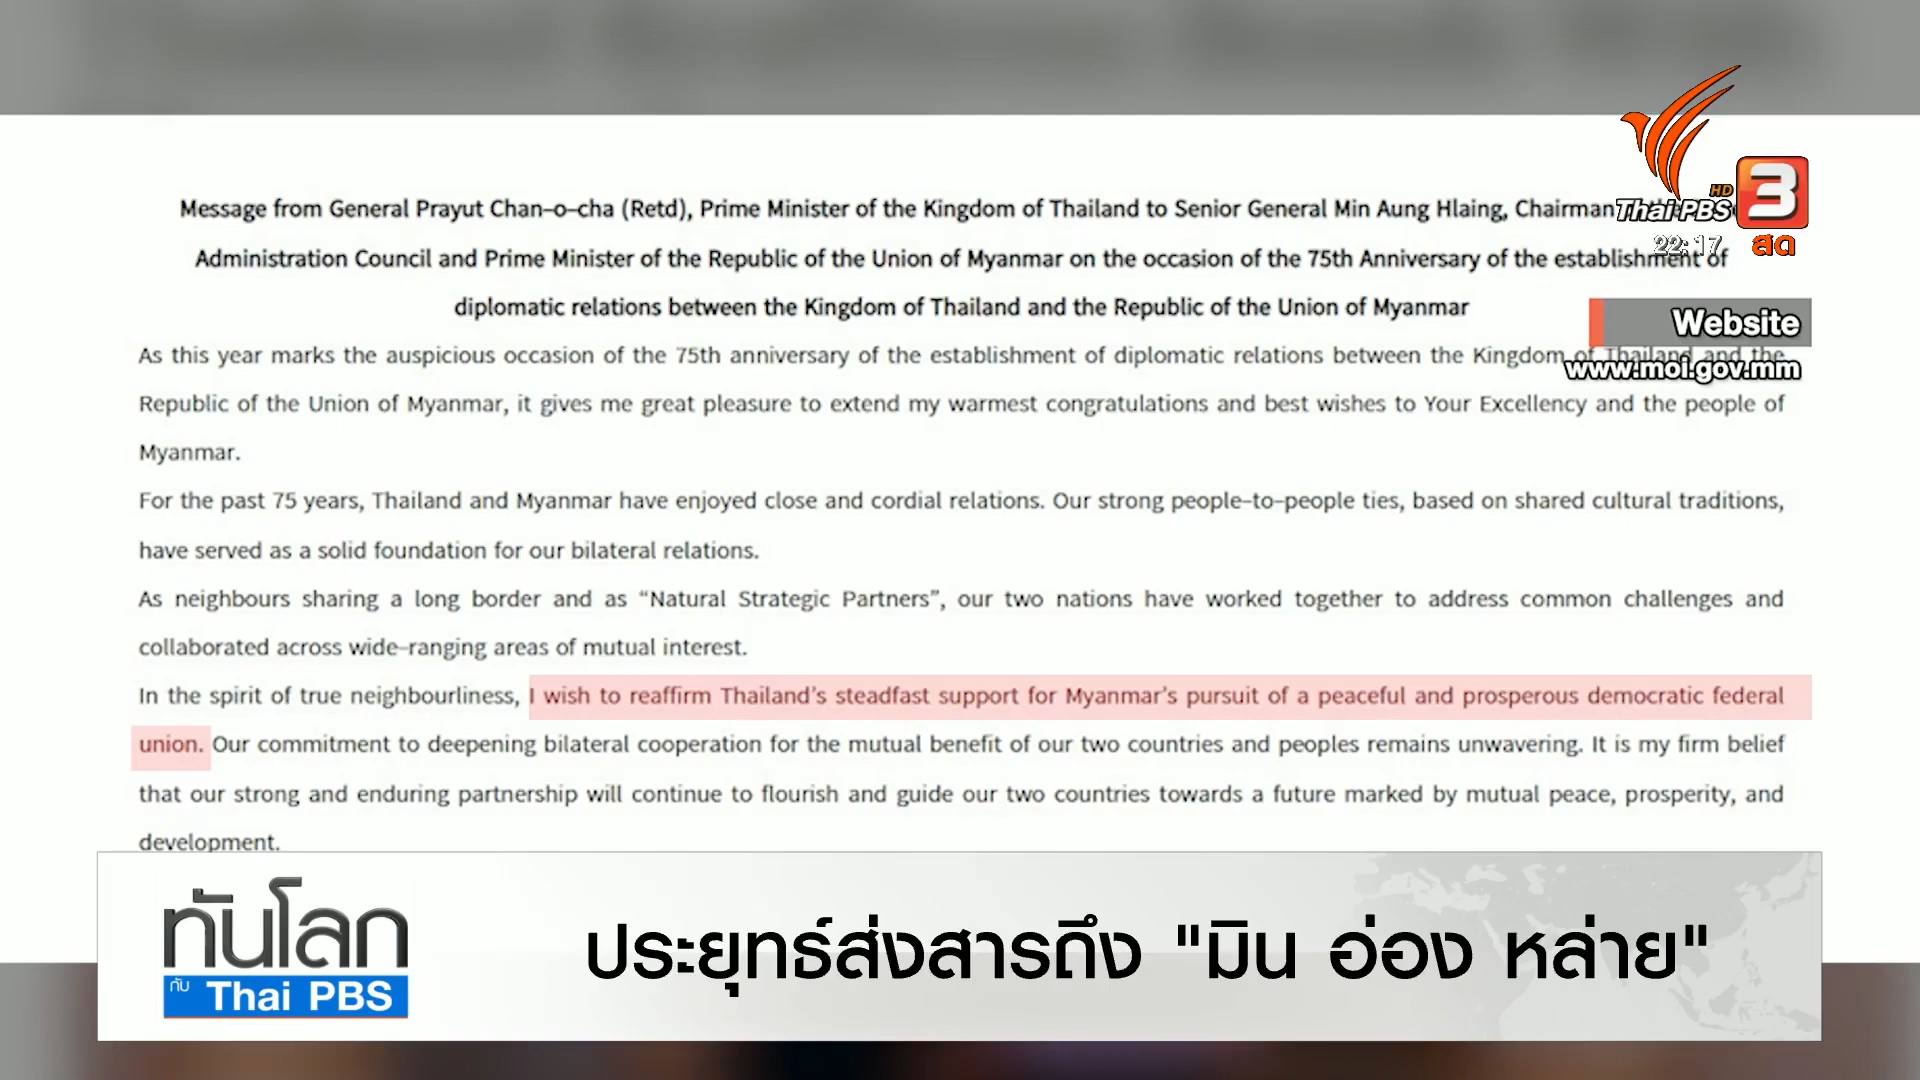 Message from General Prayut Chan-o-cha (Retd), Prime Minister of the Kingdom of Thailand to Senior General Min Aung Hlaing, Chairman
Administration Council and Prime Minister of the Republic of the Union of Myanmar on the occasion of the 75th Anniversary of the establishment of
diplomatic relations between the Kingdom of Thailand and the Republic of the Union of Myanmar
As this year marks the auspicious occasion of the 75th anniversary of the establishment of diplomatic relations between the Kingdom of Thailand and the
Republic of the Union of Myanmar, it gives me great pleasure to extend my warmest congratulations and best wishes to Your Excellency and the people of
Myanmar.
For the past 75 years, Thailand and Myanmar have enjoyed close and cordial relations. Our strong people-to-people ties, based on shared cultural traditions,
have served as a solid foundation for our bilateral relations.
As neighbours sharing a long border and as “Natural Strategic Partners”, our two nations have worked together to address common challenges and
collaborated across wide-ranging areas of mutual interest.
In the spirit of true neighbourliness, I wish to reaffirm Thailand’s steadfast support for Myanmar’s pursuit of a peaceful and prosperous democratic federal
union. Our commitment to deepening bilateral cooperation for the mutual benefit of our two countries and peoples remains unwavering. It is my firm belief
that our strong and enduring partnership will continue to flourish and guide our two countries towards a future marked by mutual peace, prosperity, and
development.
HD
Thai PBS 3
22:17 สด
Website
www.moi.gov.mm
ทันโลก
กับ Thai PBS
ประยุทธ์ส่งสารถึง "มิน อ่อง หล่าย"